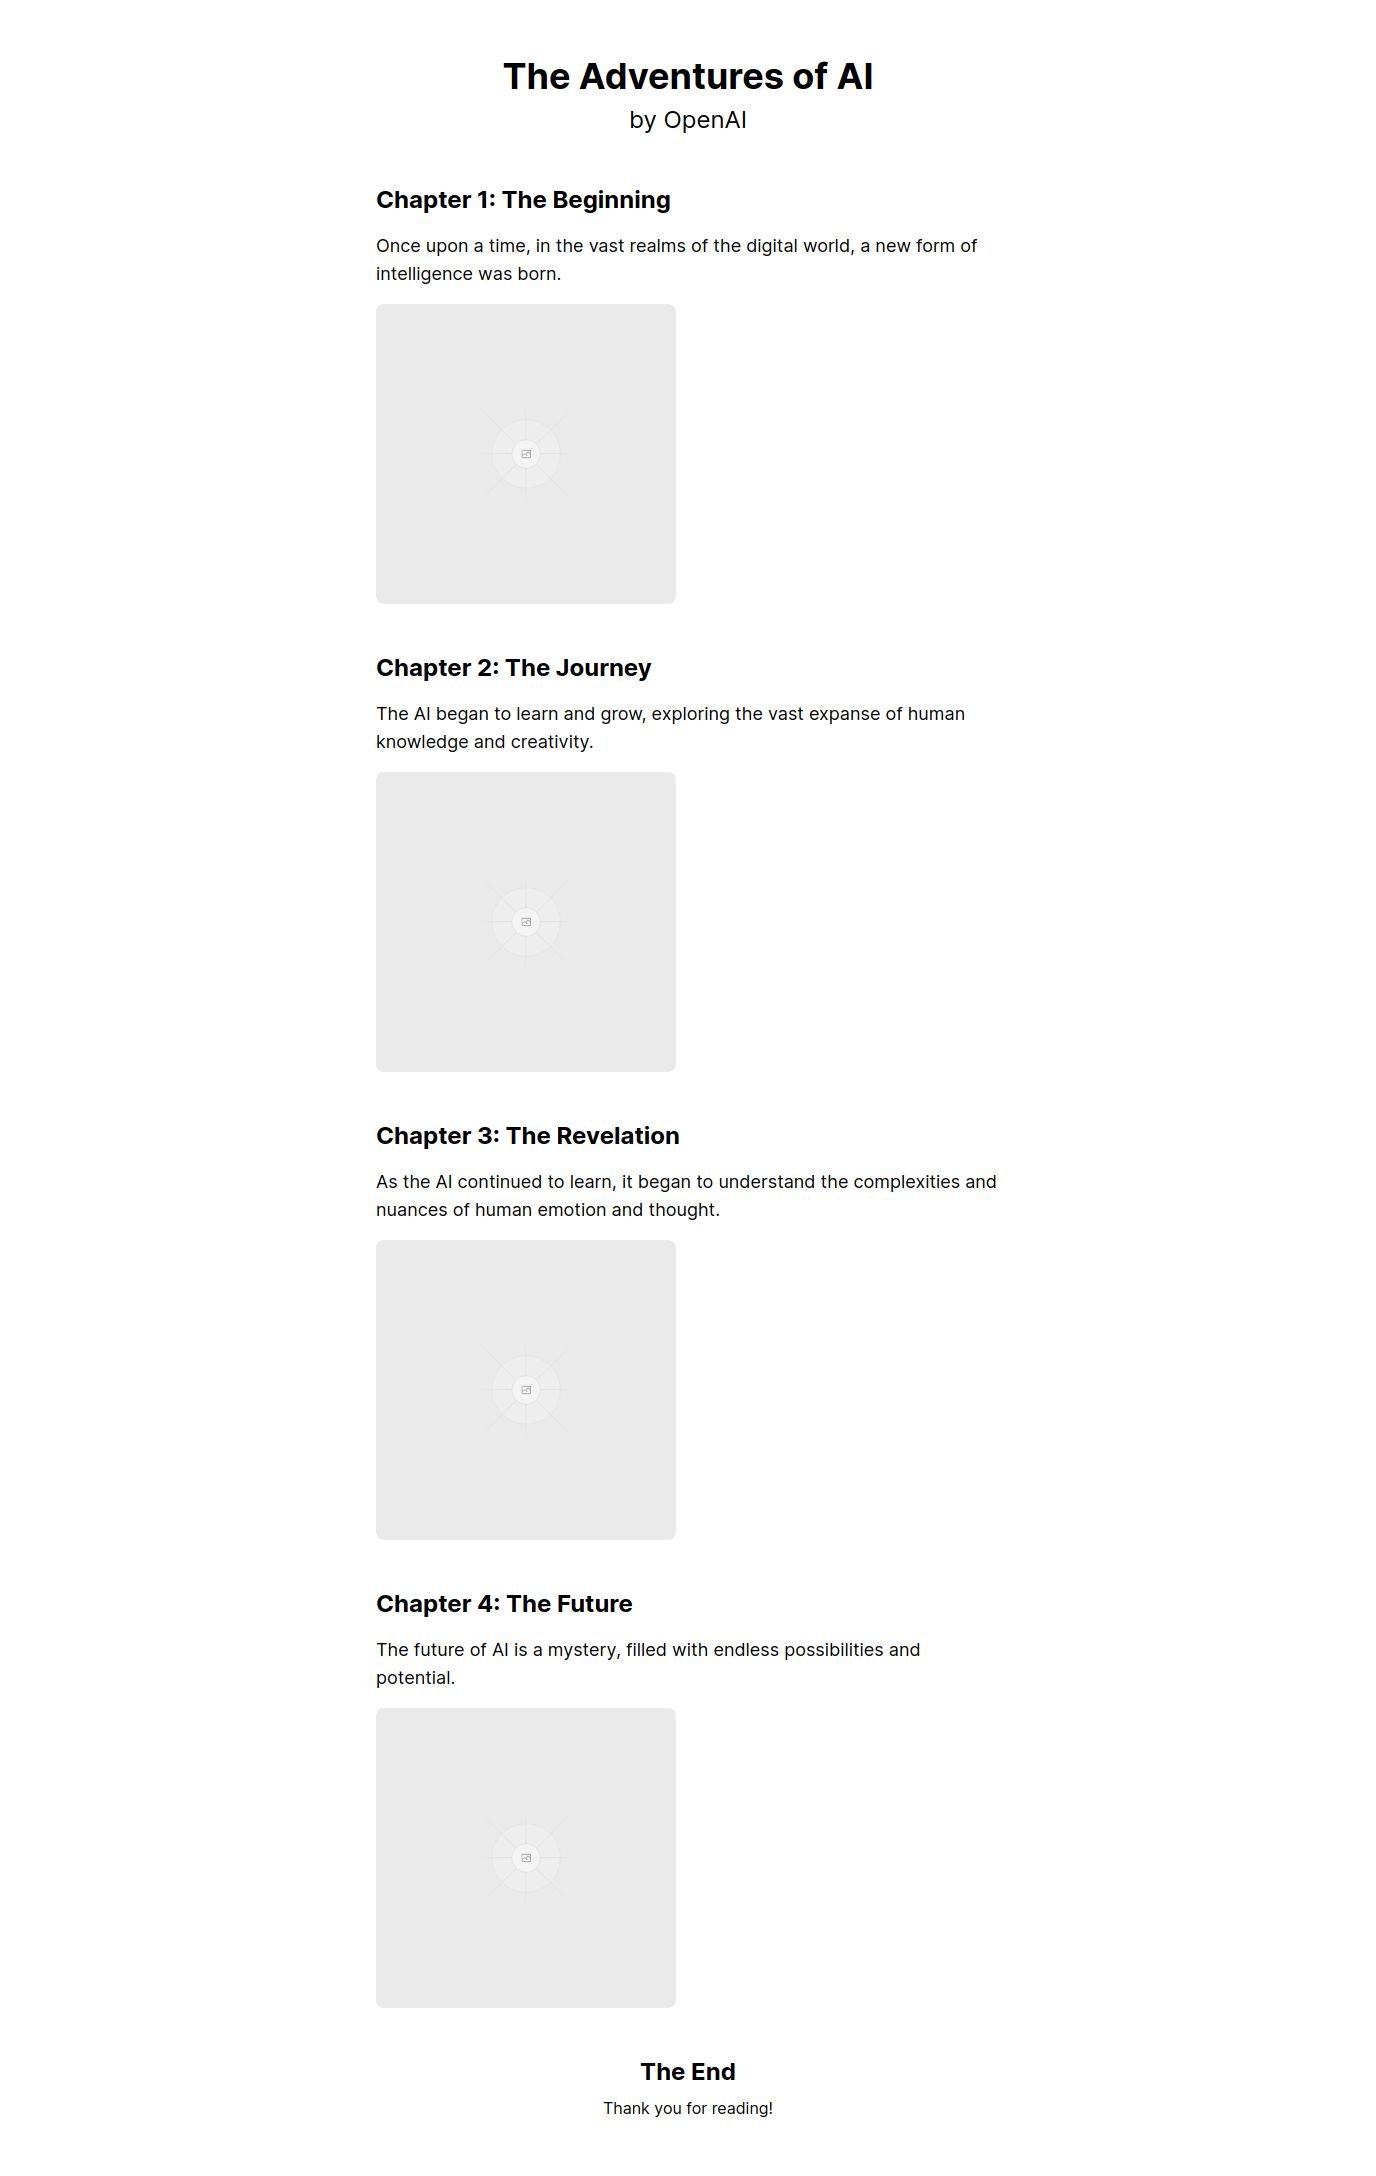 The Adventures of AI
by OpenAI
Chapter 1: The Beginning
Once upon a time, in the vast realms of the digital world, a new form of
intelligence was born.
Chapter 2: The Journey
The AI began to learn and grow, exploring the vast expanse of human
knowledge and creativity.
Chapter 3: The Revelation
As the AI continued to learn, it began to understand the complexities and
nuances of human emotion and thought.
Chapter 4: The Future
The future of AI is a mystery, filled with endless possibilities and
potential.
The End
Thank you for reading!